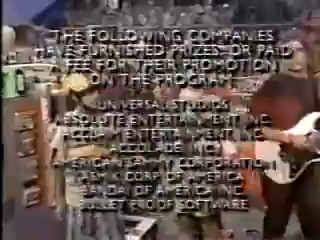 THE FOLLOWING COMPANIES
HAVE FURNISHED PRIZES OR PAID
A FEE FOR THEIR PROMOTION
ON THE PROGRAM
UNIVERSAL STUDIOS
ABSOLUTE ENTERTAINMENT INC.
ACCLAIM ENTERTAINMENT INC.
ACCOLADE INC.
AMERICAN SAMMY CORPORATION
ASMIK CORP. OF AMERICA
BANDAI OF AMERICA INC.
BULLET PROOF SOFTWARE